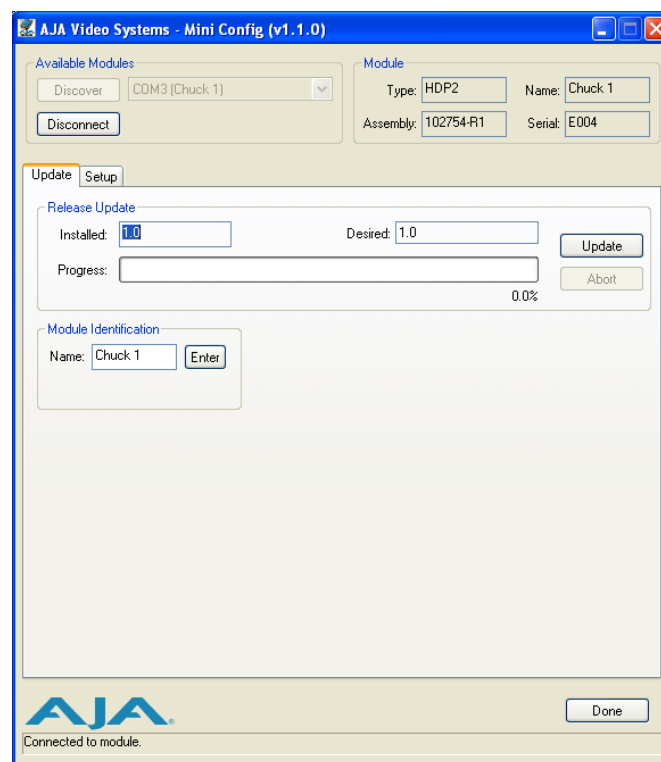 AJA Video Systems - Mini Config (v1.1.0)
Available Modules
Discover COM3 (Chuck 1)
Disconnect
Module
Type: HDP2 Name: Chuck 1
Assembly: 102754-R1 Serial: E004
Update Setup
Release Update
Installed: 1.0 Desired: 1.0 Update
Progress: Abort
0.0%
Module Identification
Name: Chuck 1 Enter
AJA
Done
Connected to module.